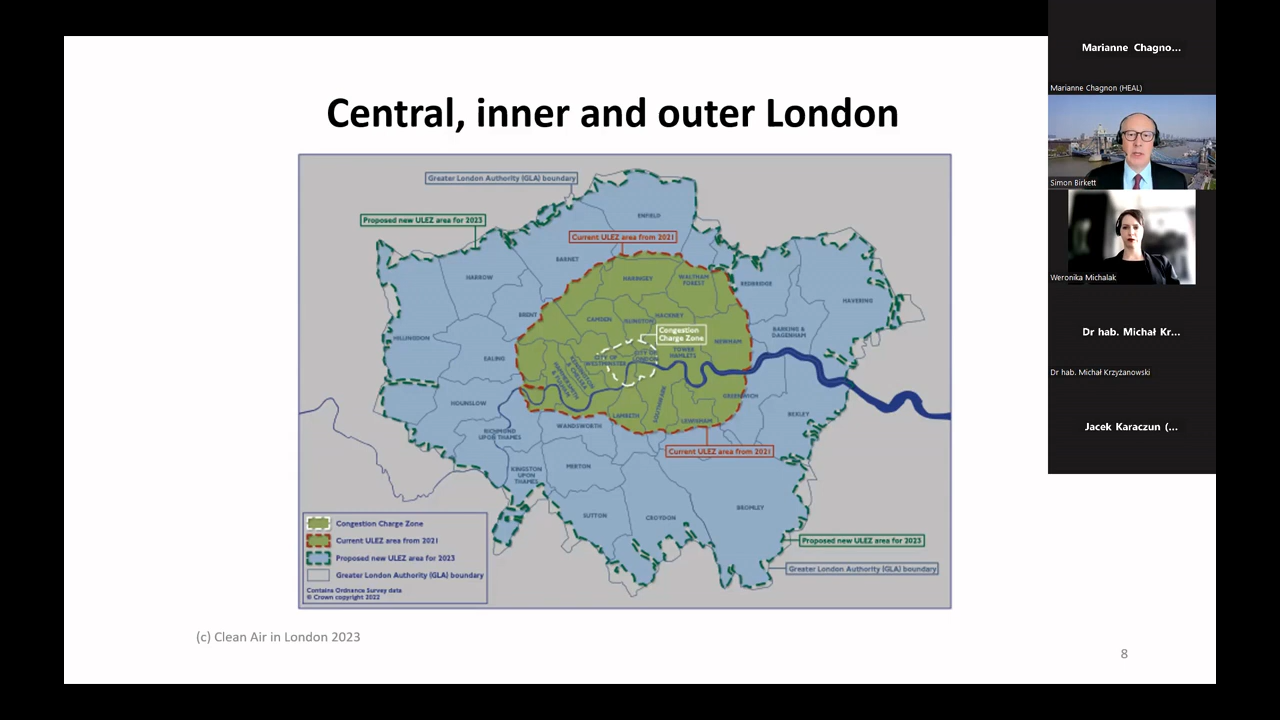 Central, inner and outer London
Greater London Authority (GLA) boundary
Proposed new ULEZ area for 2023
ENFIELD
Current ULEZ area from 2021
BARNET
HARROW
HARINGEY
WALTHAM
FOREST
REDBRIDGE
HAVERING
BRENT
CAMDEN
ISLINGTON
HACKNEY
Congestion
Charge Zone
BARKING &
DAGENHAM
HILLINGDON
EALING
CITY OF
WESTMINSTER
CITY OF
LONDON
TOWER
HAMLETS
NEWHAM
KENSINGTON
& CHELSEA
HAMMERSMITH
& FULHAM
HOUNSLOW
RICHMOND
UPON THAMES
WANDSWORTH
LAMBETH
SOUTHWARK
LEWISHAM
GREENWICH
BEXLEY
Current ULEZ area from 2021
KINGSTON
UPON
THAMES
MERTON
SUTTON
CROYDON
BROMLEY
Proposed new ULEZ area for 2023
Greater London Authority (GLA) boundary
Congestion Charge Zone
Current ULEZ area from 2021
Proposed new ULEZ area for 2023
Greater London Authority (GLA) boundary
Contains Ordnance Survey data
© Crown copyright 2022
(c) Clean Air in London 2023
8
Marianne Chagno...
Marianne Chagnon (HEAL)
Simon Birkett
Weronika Michalak
Dr hab. Michał Kr...
Dr hab. Michał Krzyżanowski
Jacek Karaczun (...